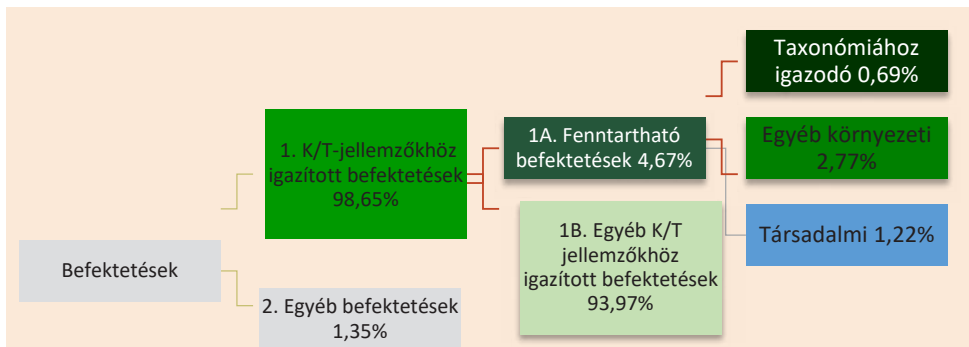 Befektetések
1. K/T-jellemzőkhöz
igazított befektetések
98,65%
2. Egyéb befektetések
1,35%
1A. Fenntartható
befektetések 4,67%
1B. Egyéb K/T
jellemzőkhöz
igazított befektetések
93,97%
Taxonómiához
igazodó 0,69%
Egyéb környezeti
2,77%
Társadalmi 1,22%